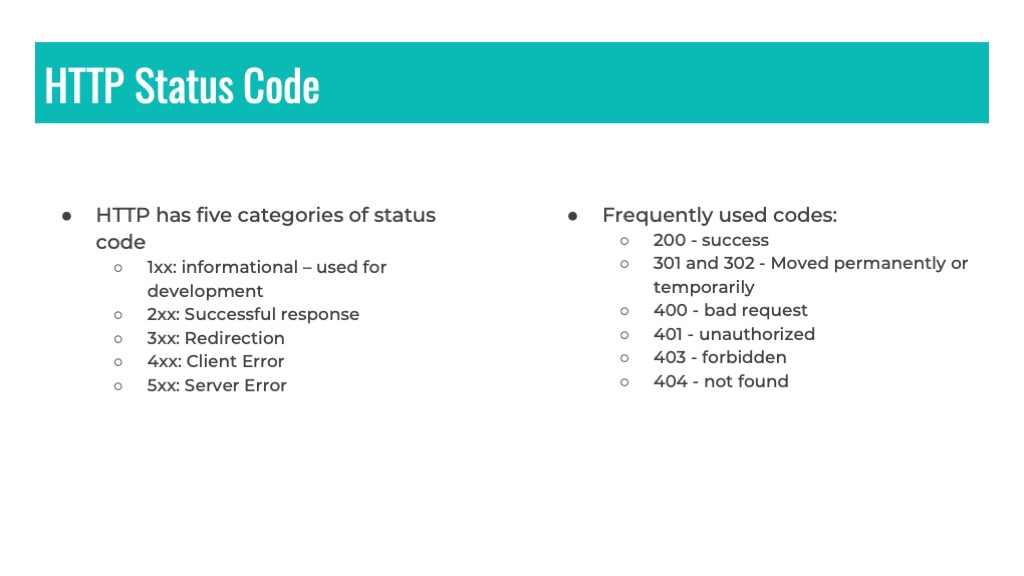 HTTP Status Code
● HTTP has five categories of status
code
○ 1xx: informational – used for
development
○ 2xx: Successful response
○ 3xx: Redirection
○ 4xx: Client Error
○ 5xx: Server Error
● Frequently used codes:
○ 200 - success
○ 301 and 302 - Moved permanently or
temporarily
○ 400 - bad request
○ 401 - unauthorized
○ 403 - forbidden
○ 404 - not found